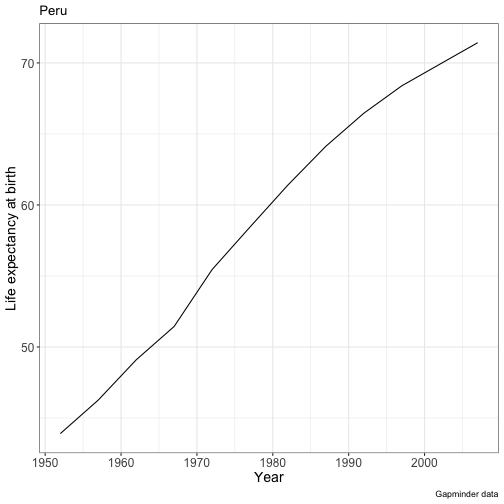 Peru
70
60
50
Life expectancy at birth
1950 1960 1970 1980 1990 2000
Year
Gapminder data